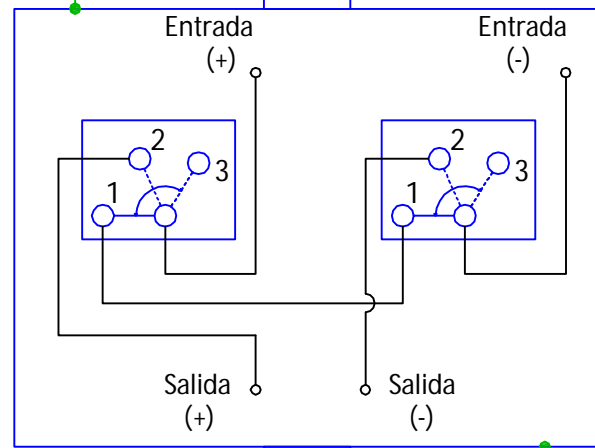 Entrada
(+)
Entrada
(-)
2
3
1
2
3
1
Salida
(+)
Salida
(-)